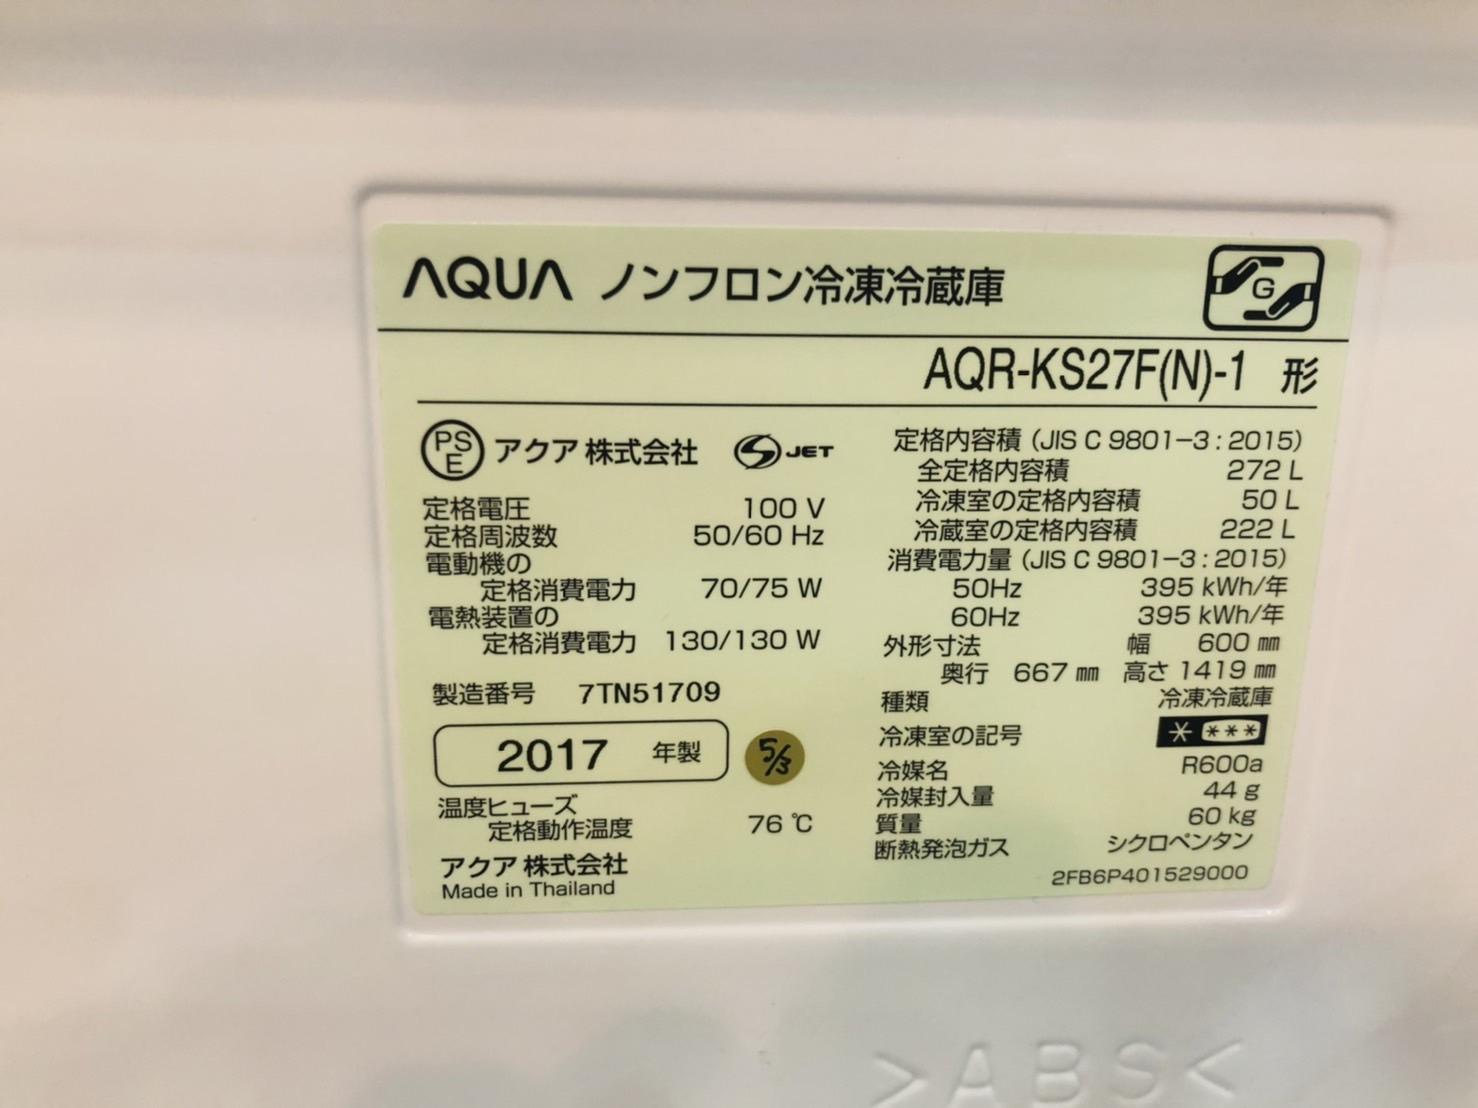 AQUA ノンフロン冷凍冷蔵庫
G
AQR-KS27F(N)-1 形
PS
E
アクア 株式会社
S JET
定格電圧 100 V
定格周波数 50/60 Hz
電動機の
定格消費電力 70/75 W
電熱装置の
定格消費電力 130/130 W
製造番号 7TN51709
2017 年製
5/3
温度ヒューズ
定格動作温度 76 ℃
アクア 株式会社
Made in Thailand
定格内容積 (JIS C 9801-3 : 2015)
全定格内容積 272 L
冷凍室の定格内容積 50 L
冷蔵室の定格内容積 222 L
消費電力量 (JIS C 9801-3 : 2015)
50Hz 395 kWh/年
60Hz 395 kWh/年
外形寸法 幅 600 ㎜
奥行 667 ㎜ 高さ 1419 ㎜
種類 冷凍冷蔵庫
冷凍室の記号 * ***
冷媒名 R600a
冷媒封入量 44 g
質量 60 kg
断熱発泡ガス シクロペンタン
2FB6P401529000
>ABS<